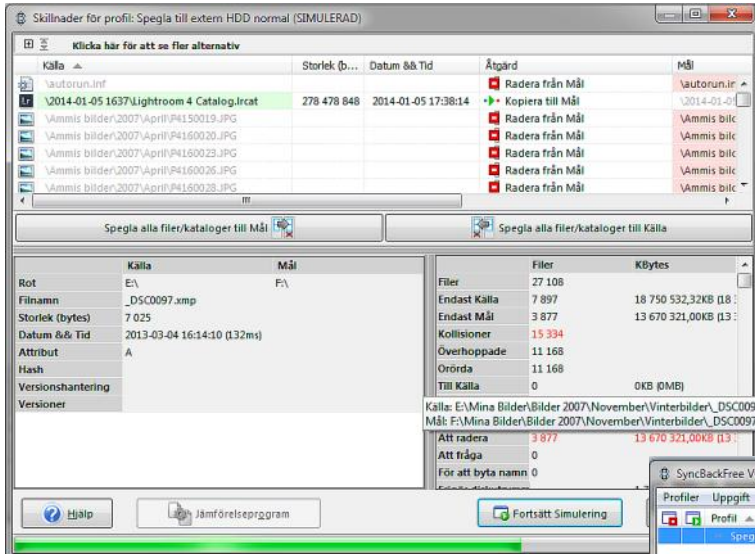 Skillnader för profil: Spegla till extern HDD normal (SIMULERAD)
Klicka här för att se fler alternativ
Källa Storlek (b... Datum && Tid Åtgärd Mål
\autorun.inf Radera från Mål \autorun.ir
\2014-01-05 1637\Lightroom 4 Catalog.lrcat 278 478 848 2014-01-05 17:38:14 Kopiera till Mål \2014-01-05
\Ammis bilder\2007\April\P4150019.JPG Radera från Mål \Ammis bilc
\Ammis bilder\2007\April\P4160020.JPG Radera från Mål \Ammis bilc
\Ammis bilder\2007\April\P4160023.JPG Radera från Mål \Ammis bilc
\Ammis bilder\2007\April\P4160026.JPG Radera från Mål \Ammis bilc
\Ammis bilder\2007\April\P4160028.JPG Radera från Mål \Ammis bilc
Spegla alla filer/kataloger till Mål Spegla alla filer/kataloger till Källa
Källa Mål
Rot E:\ F:\
Filnamn _DSC0097.xmp
Storlek (bytes) 7 025
Datum && Tid 2013-03-04 16:14:10 (132ms)
Attribut A
Hash
Versionshantering
Versioner
Filer KBytes
Filer 27 108
Endast Källa 7 897 18 750 532,32KB (18
Endast Mål 3 877 13 670 321,00KB (13
Kollisioner 15 334
Överhoppade 11 168
Orörda 11 168
Till Källa 0 0KB (0MB)
Källa: E:\Mina Bilder\Bilder 2007\November\Vinterbilder\_DSC009
Mål: F:\Mina Bilder\Bilder 2007\November\Vinterbilder\_DSC0097
Att radera 3 877 13 670 321,00KB (13
Att fråga 0
För att byta namn 0
Hjälp Jämförelseprogram Fortsätt Simulering
SyncBackFree V
Profiler Uppgift
Profil
Speg